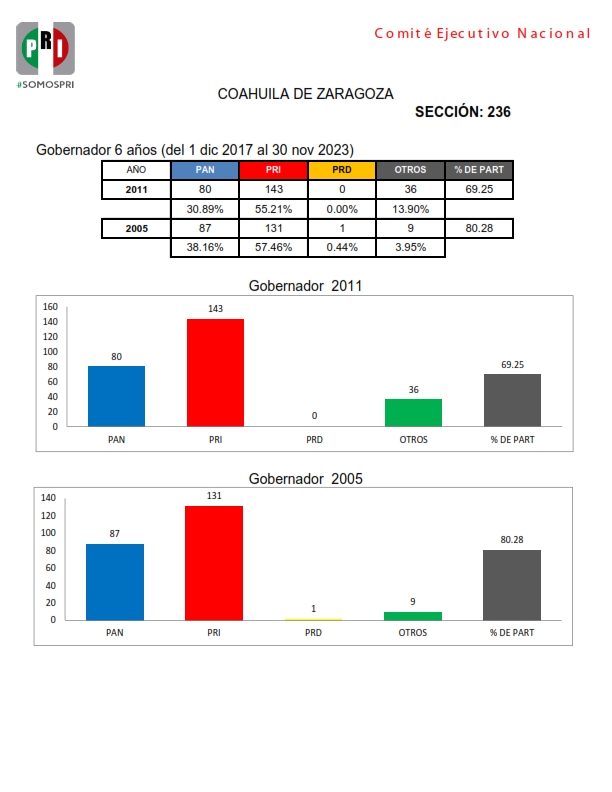 PRI
#SOMOSPRI
Comité Ejecutivo Nacional
COAHUILA DE ZARAGOZA
SECCIÓN: 236
Gobernador 6 años (del 1 dic 2017 al 30 nov 2023)
AÑO PAN PRI PRD OTROS % DE PART
2011 80 143 0 36 69.25
30.89% 55.21% 0.00% 13.90%
2005 87 131 1 9 80.28
38.16% 57.46% 0.44% 3.95%
Gobernador 2011
160
140
120
100
80
60
40
20
0
80 143 0 36 69.25
PAN PRI PRD OTROS % DE PART
Gobernador 2005
140
120
100
80
60
40
20
0
87 131 1 9 80.28
PAN PRI PRD OTROS % DE PART